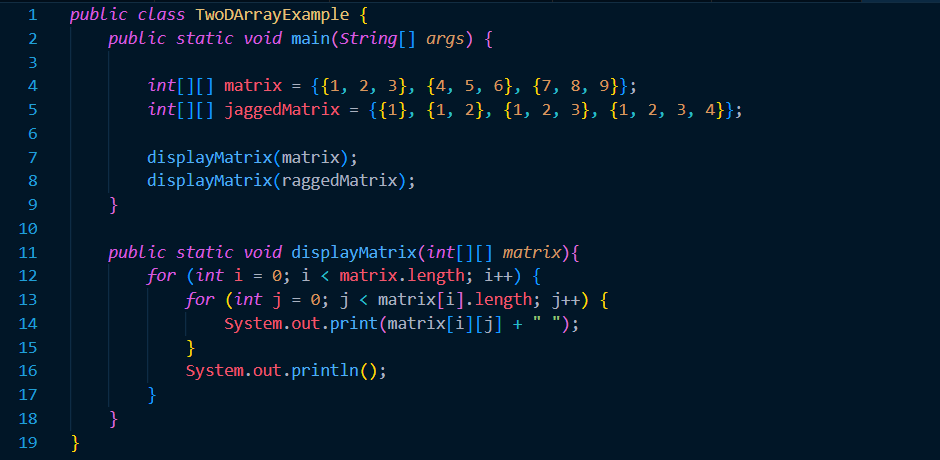 1 public class TwoDArrayExample {
2 public static void main(String[] args) {
3
4 int[][] matrix = {{1, 2, 3}, {4, 5, 6}, {7, 8, 9}};
5 int[][] jaggedMatrix = {{1}, {1, 2}, {1, 2, 3}, {1, 2, 3, 4}};
6
7 displayMatrix(matrix);
8 displayMatrix(raggedMatrix);
9 }
10
11 public static void displayMatrix(int[][] matrix){
12 for (int i = 0; i < matrix.length; i++) {
13 for (int j = 0; j < matrix[i].length; j++) {
14 System.out.print(matrix[i][j] + " ");
15 }
16 System.out.println();
17 }
18 }
19 }